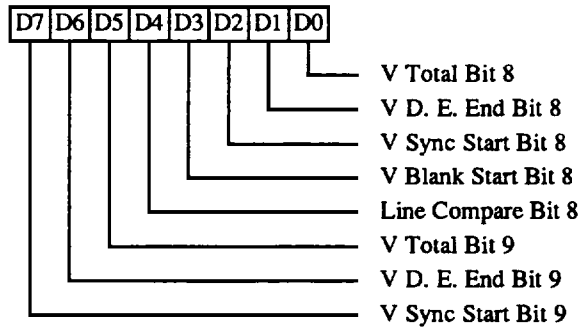 D7 D6 D5 D4 D3 D2 D1 D0
V Total Bit 8
V D. E. End Bit 8
V Sync Start Bit 8
V Blank Start Bit 8
Line Compare Bit 8
V Total Bit 9
V D. E. End Bit 9
V Sync Start Bit 9